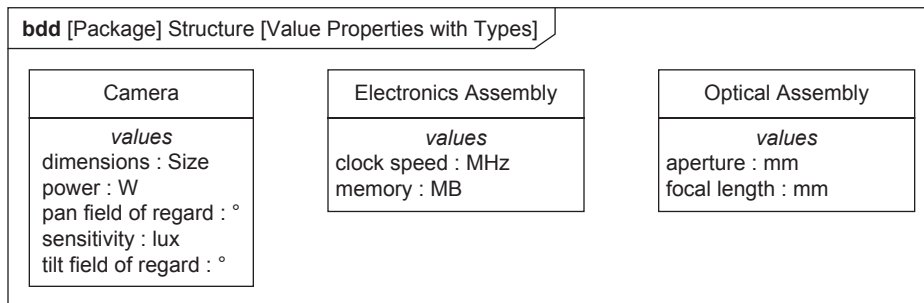 bdd [Package] Structure [Value Properties with Types]
Camera
values
dimensions : Size
power : W
pan field of regard : °
sensitivity : lux
tilt field of regard : °
Electronics Assembly
values
clock speed : MHz
memory : MB
Optical Assembly
values
aperture : mm
focal length : mm